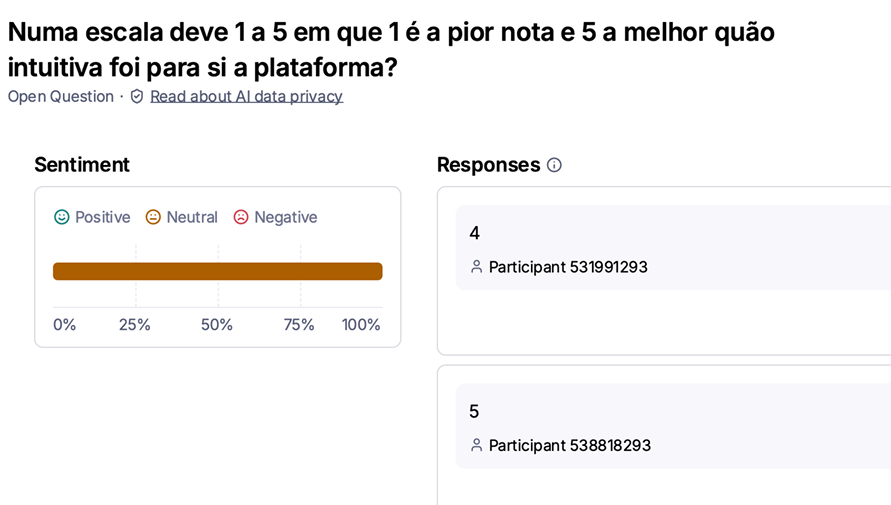 Numa escala deve 1 a 5 em que 1 é a pior nota e 5 a melhor quão
intuitiva foi para si a plataforma?
Open Question · Read about AI data privacy
Sentiment
Positive Neutral Negative
0% 25% 50% 75% 100%
Responses
4
Participant 531991293
5
Participant 538818293